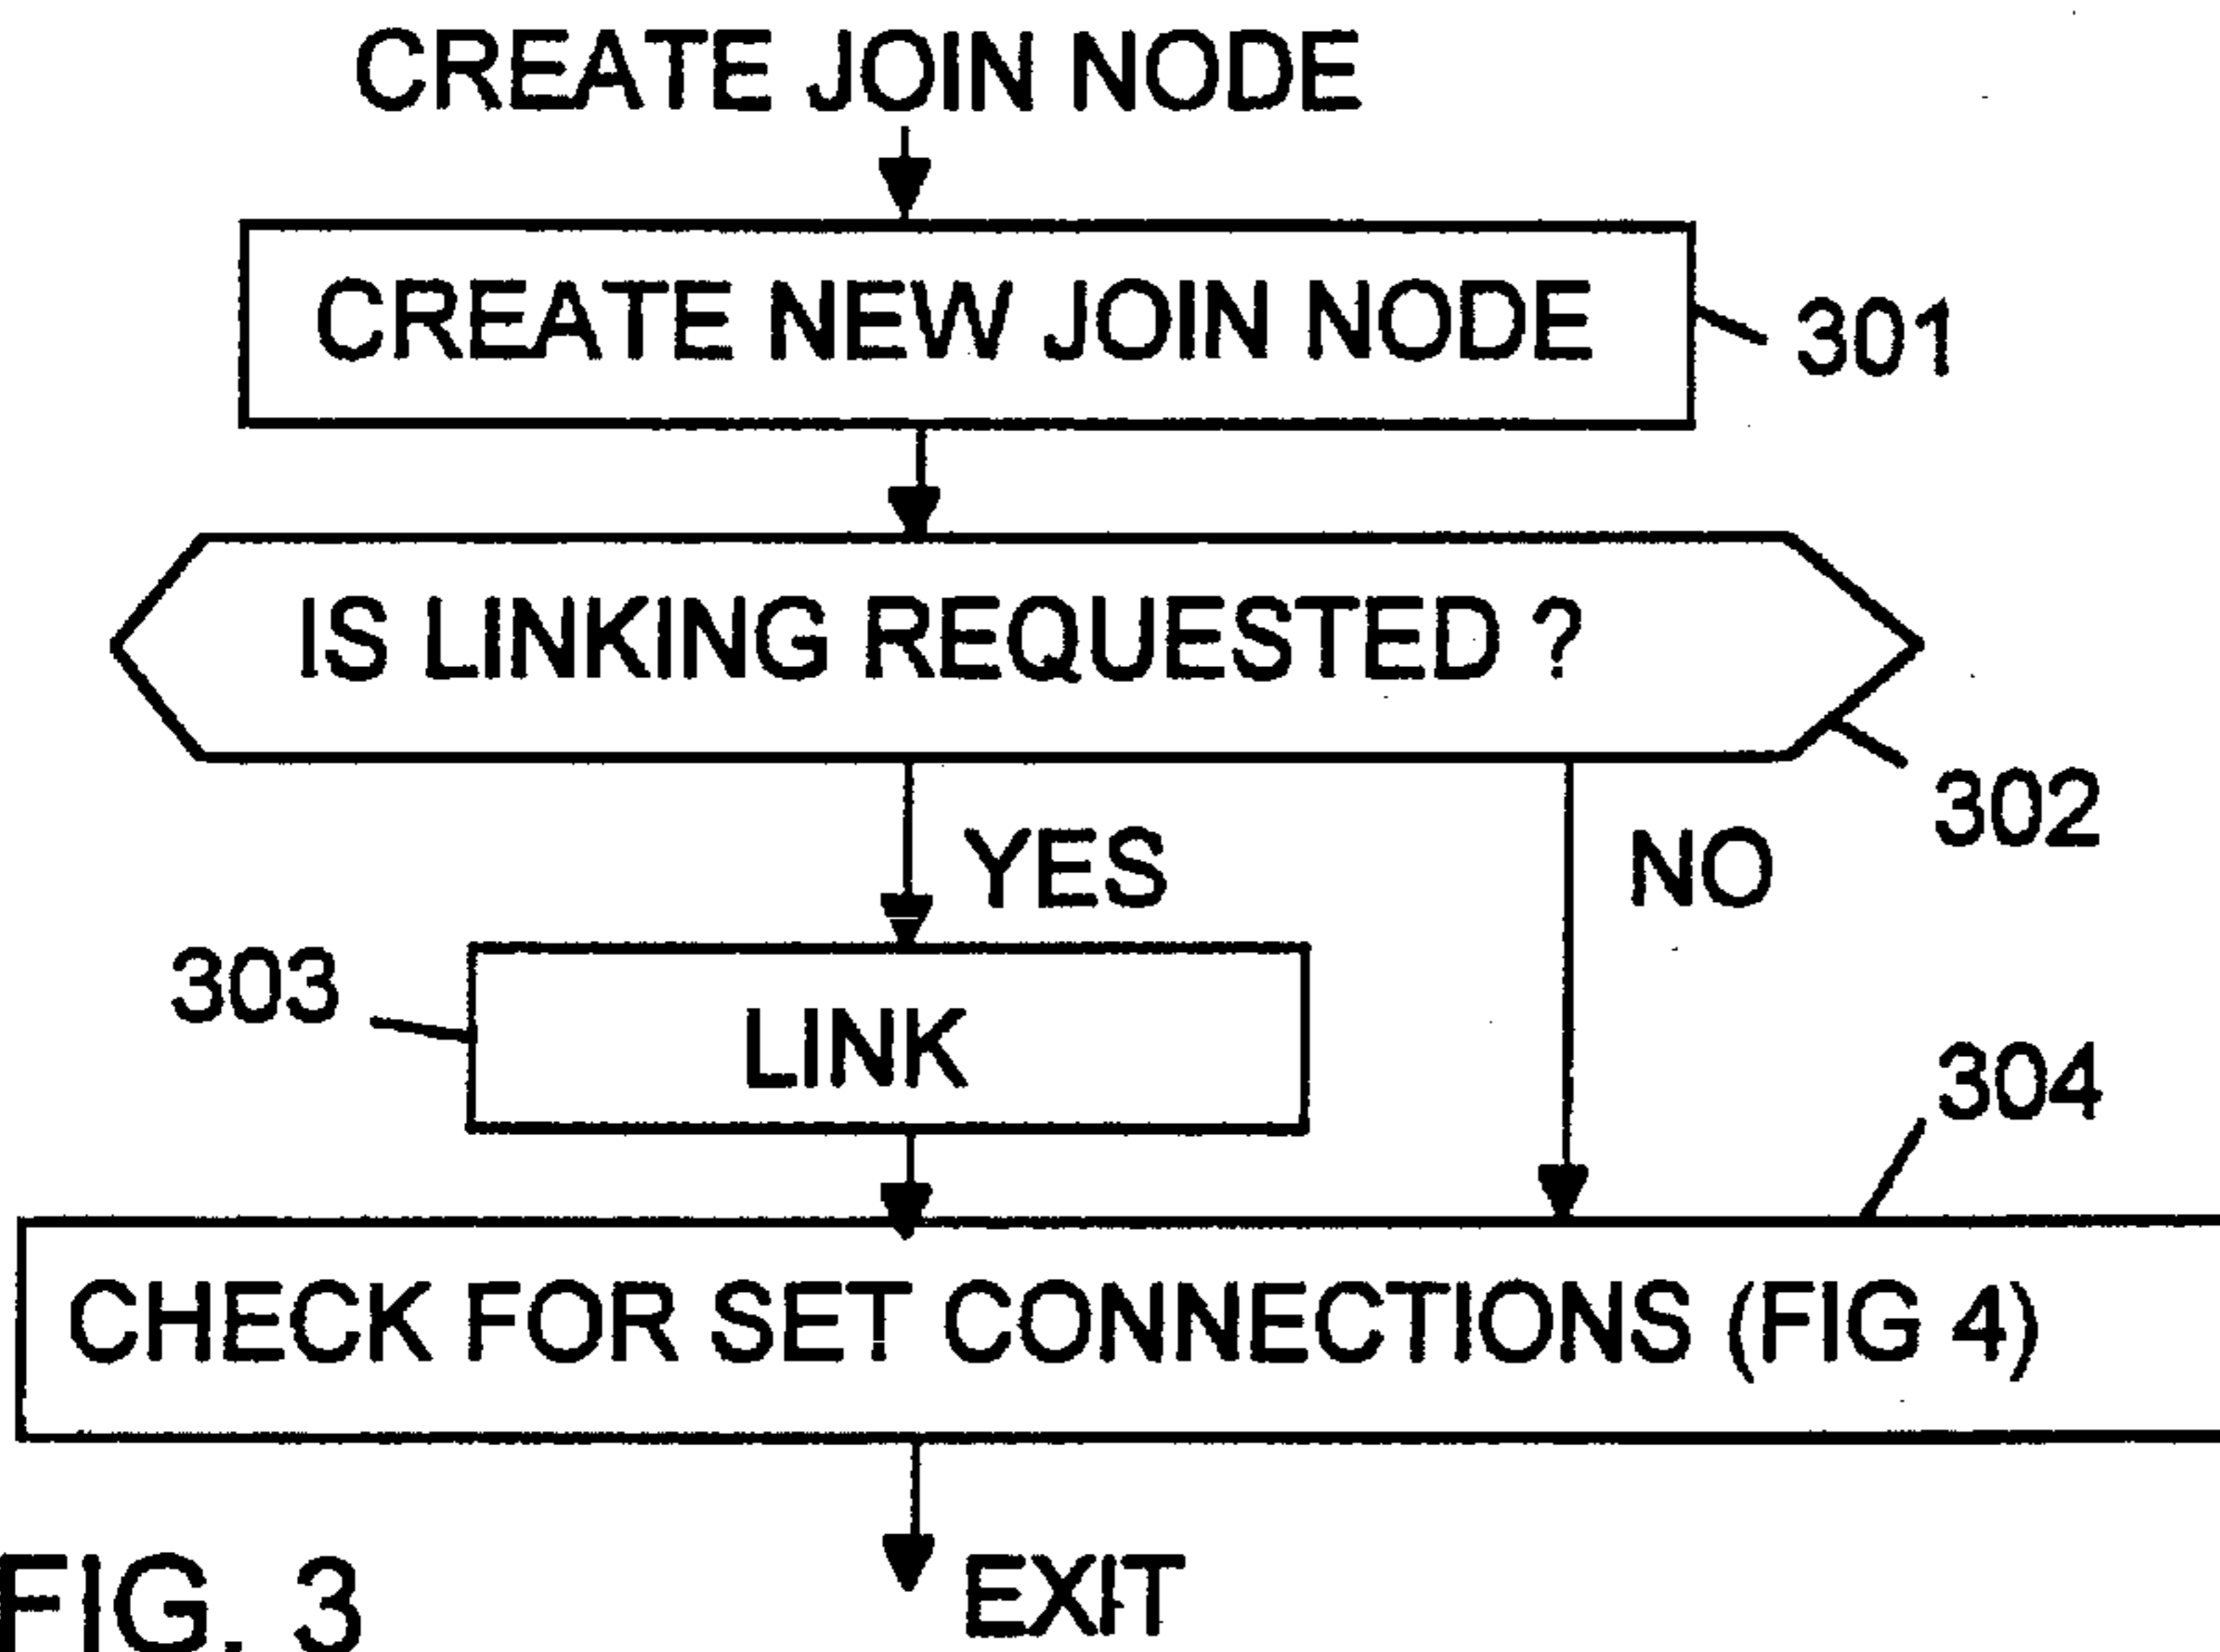 CREATE JOIN NODE
CREATE NEW JOIN NODE
301
IS LINKING REQUESTED ?
302
YES
NO
303
LINK
304
CHECK FOR SET CONNECTIONS (FIG 4)
EXIT
FIG. 3